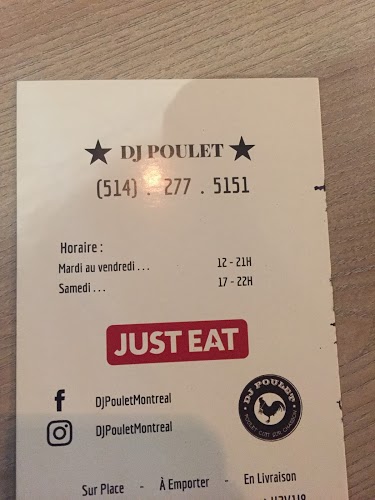 ★ DJ POULET ★
(514) . 277 . 5151
Horaire :
Mardi au vendredi . . . 12 - 21H
Samedi . . . 17 - 22H
JUST EAT
f DjPouletMontreal
DjPouletMontreal
DJ POULET
POULET CUIT SUR CHARBON
Sur Place - À Emporter - En Livraison